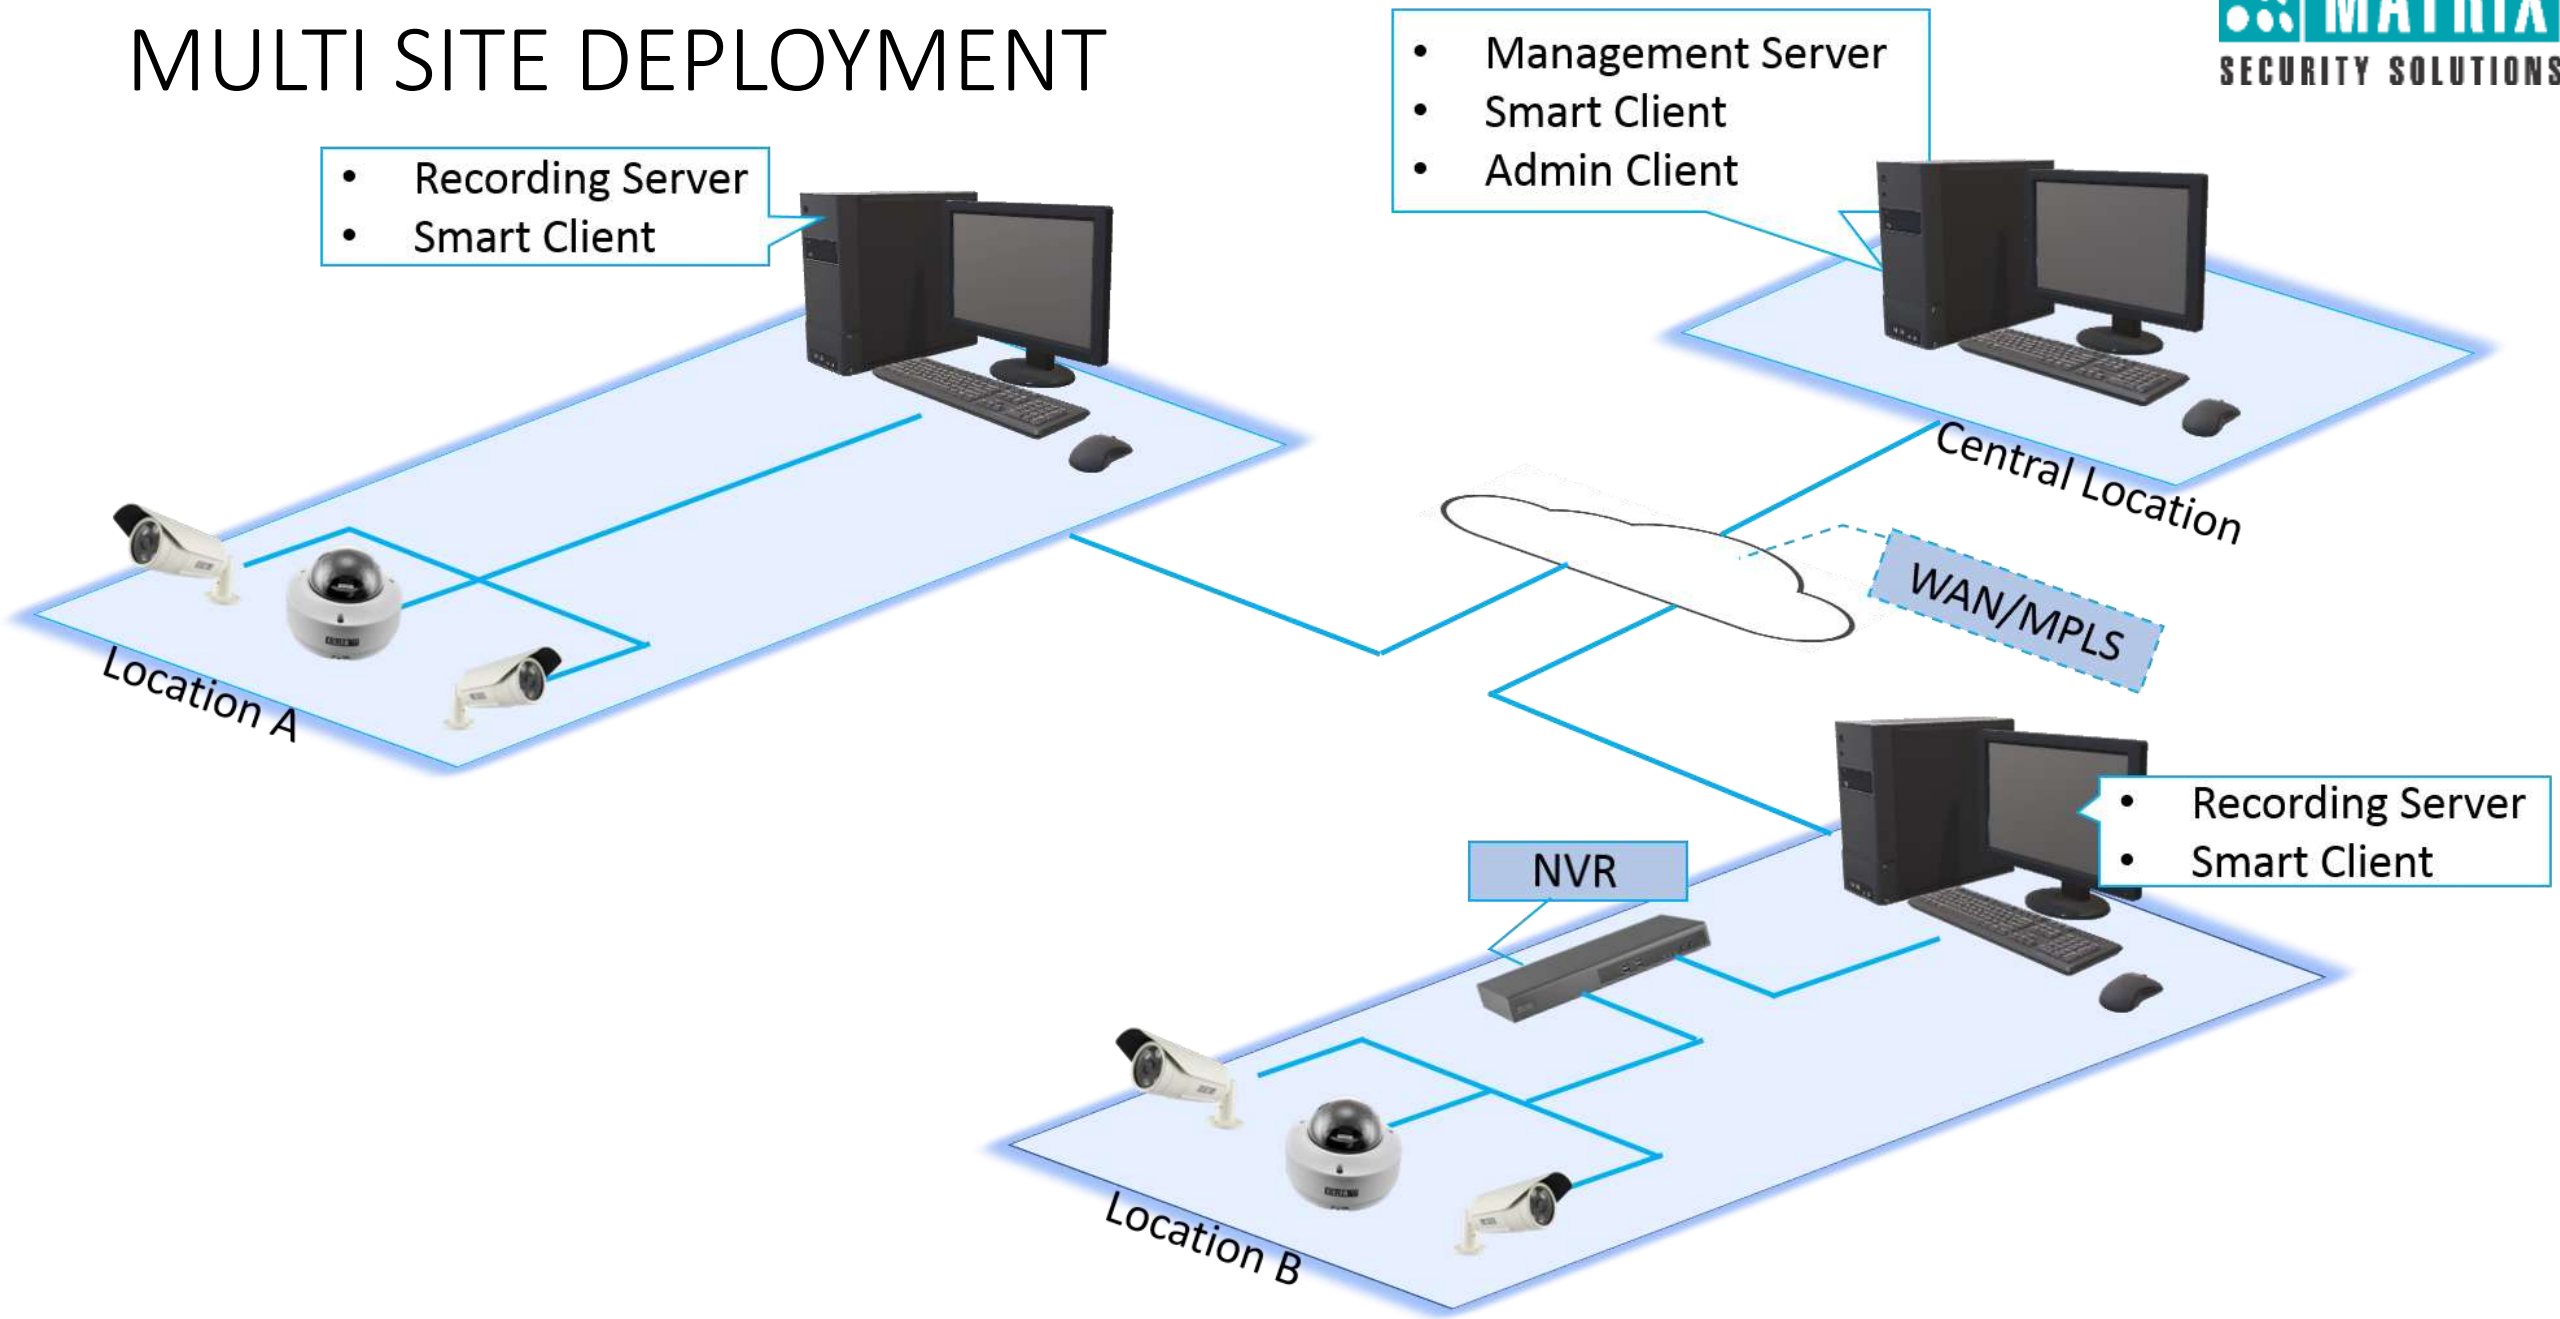 MULTI SITE DEPLOYMENT
MATRIX
SECURITY SOLUTIONS
• Management Server
• Smart Client
• Admin Client
• Recording Server
• Smart Client
Central Location
WAN/MPLS
Location A
• Recording Server
• Smart Client
NVR
Location B